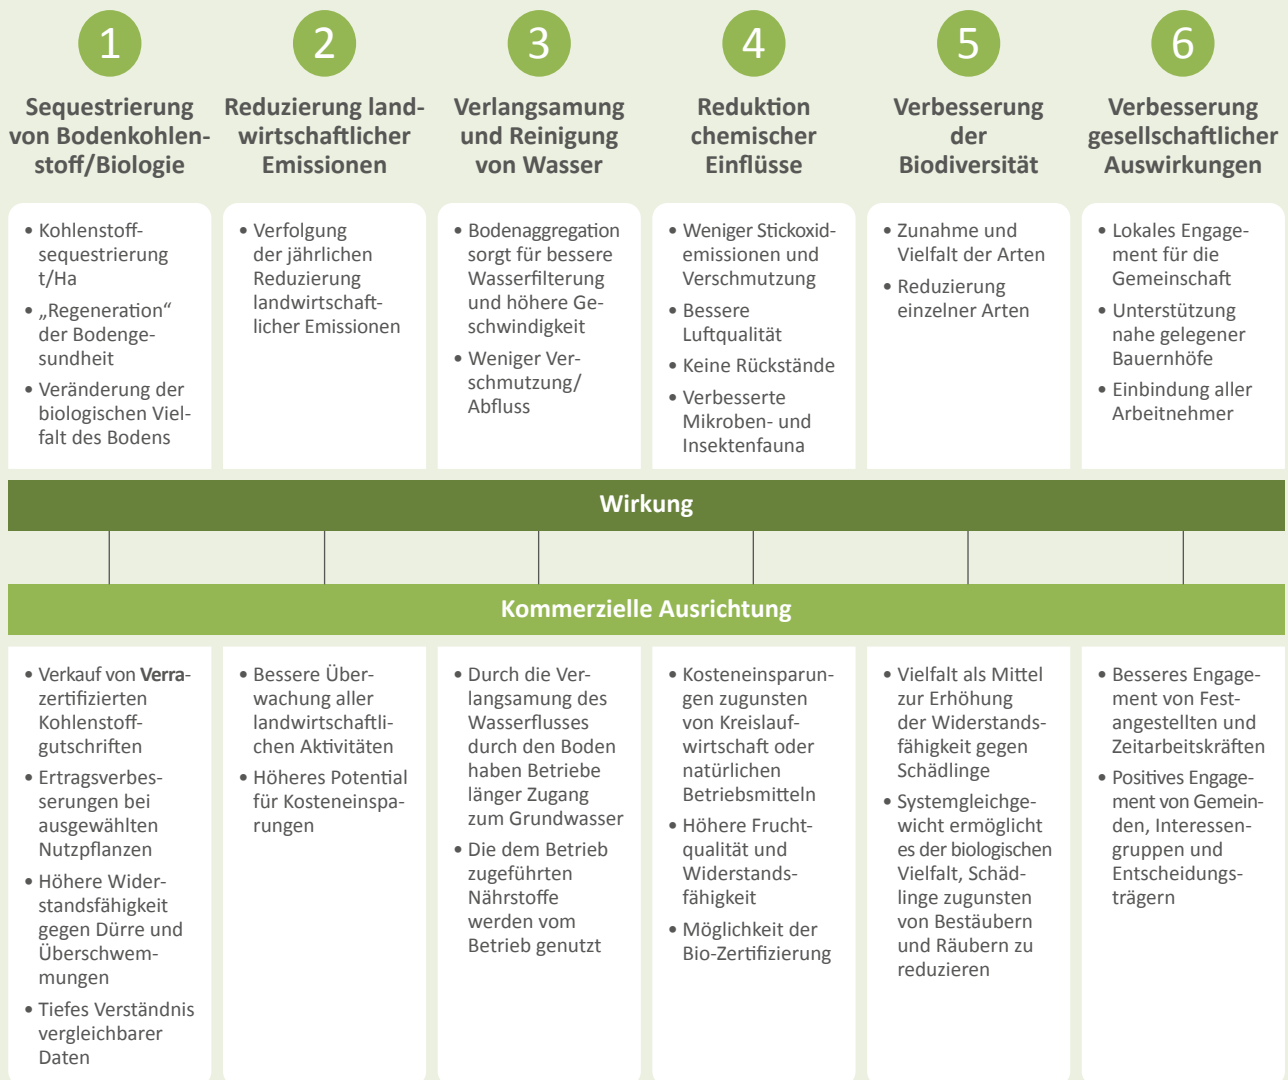 1
Sequestrierung
von Bodenkohlen-
stoff/Biologie
2
Reduzierung land-
wirtschaftlicher
Emissionen
3
Verlangsamung
und Reinigung
von Wasser
4
Reduktion
chemischer
Einflüsse
5
Verbesserung
der
Biodiversität
6
Verbesserung
gesellschaftlicher
Auswirkungen
• Kohlenstoff-
sequestrierung
t/Ha
• „Regeneration“
der Bodenge-
sundheit
• Veränderung der
biologischen Viel-
falt des Bodens
• Verfolgung
der jährlichen
Reduzierung
landwirtschaft-
licher Emissionen
• Bodenaggregation
sorgt für bessere
Wasserfilterung
und höhere Ge-
schwindigkeit
• Weniger Ver-
schmutzung/
Abfluss
• Weniger Stickoxid-
emissionen und
Verschmutzung
• Bessere
Luftqualität
• Keine Rückstände
• Verbesserte
Mikroben- und
Insektenfauna
• Zunahme und
Vielfalt der Arten
• Reduzierung
einzelner Arten
• Lokales Engage-
ment für die
Gemeinschaft
• Unterstützung
nahe gelegener
Bauernhöfe
• Einbindung aller
Arbeitnehmer
Wirkung
Kommerzielle Ausrichtung
• Verkauf von Verra-
zertifizierten
Kohlenstoff-
gutschriften
• Ertragsverbes-
serungen bei
ausgewählten
Nutzpflanzen
• Höhere Wider-
standsfähigkeit
gegen Dürre und
Überschwem-
mungen
• Tiefes Verständnis
vergleichbarer
Daten
• Bessere Über-
wachung aller
landwirtschaftli-
chen Aktivitäten
• Höheres Potential
für Kosteneinspa-
rungen
• Durch die Ver-
langsamung des
Wasserflusses
durch den Boden
haben Betriebe
länger Zugang
zum Grundwasser
• Die dem Betrieb
zugeführten
Nährstoffe
werden vom
Betrieb genutzt
• Kosteneinsparun-
gen zugunsten
von Kreislauf-
wirtschaft oder
natürlichen
Betriebsmitteln
• Höhere Frucht-
qualität und
Widerstands-
fähigkeit
• Möglichkeit der
Bio-Zertifizierung
• Vielfalt als Mittel
zur Erhöhung
der Widerstands-
fähigkeit gegen
Schädlinge
• Systemgleichge-
wicht ermöglicht
es der biologischen
Vielfalt, Schäd-
linge zugunsten
von Bestäubern
und Räubern zu
reduzieren
• Besseres Engage-
ment von Fest-
angestellten und
Zeitarbeitskräften
• Positives Engage-
ment von Gemein-
den, Interessen-
gruppen und
Entscheidungs-
trägern